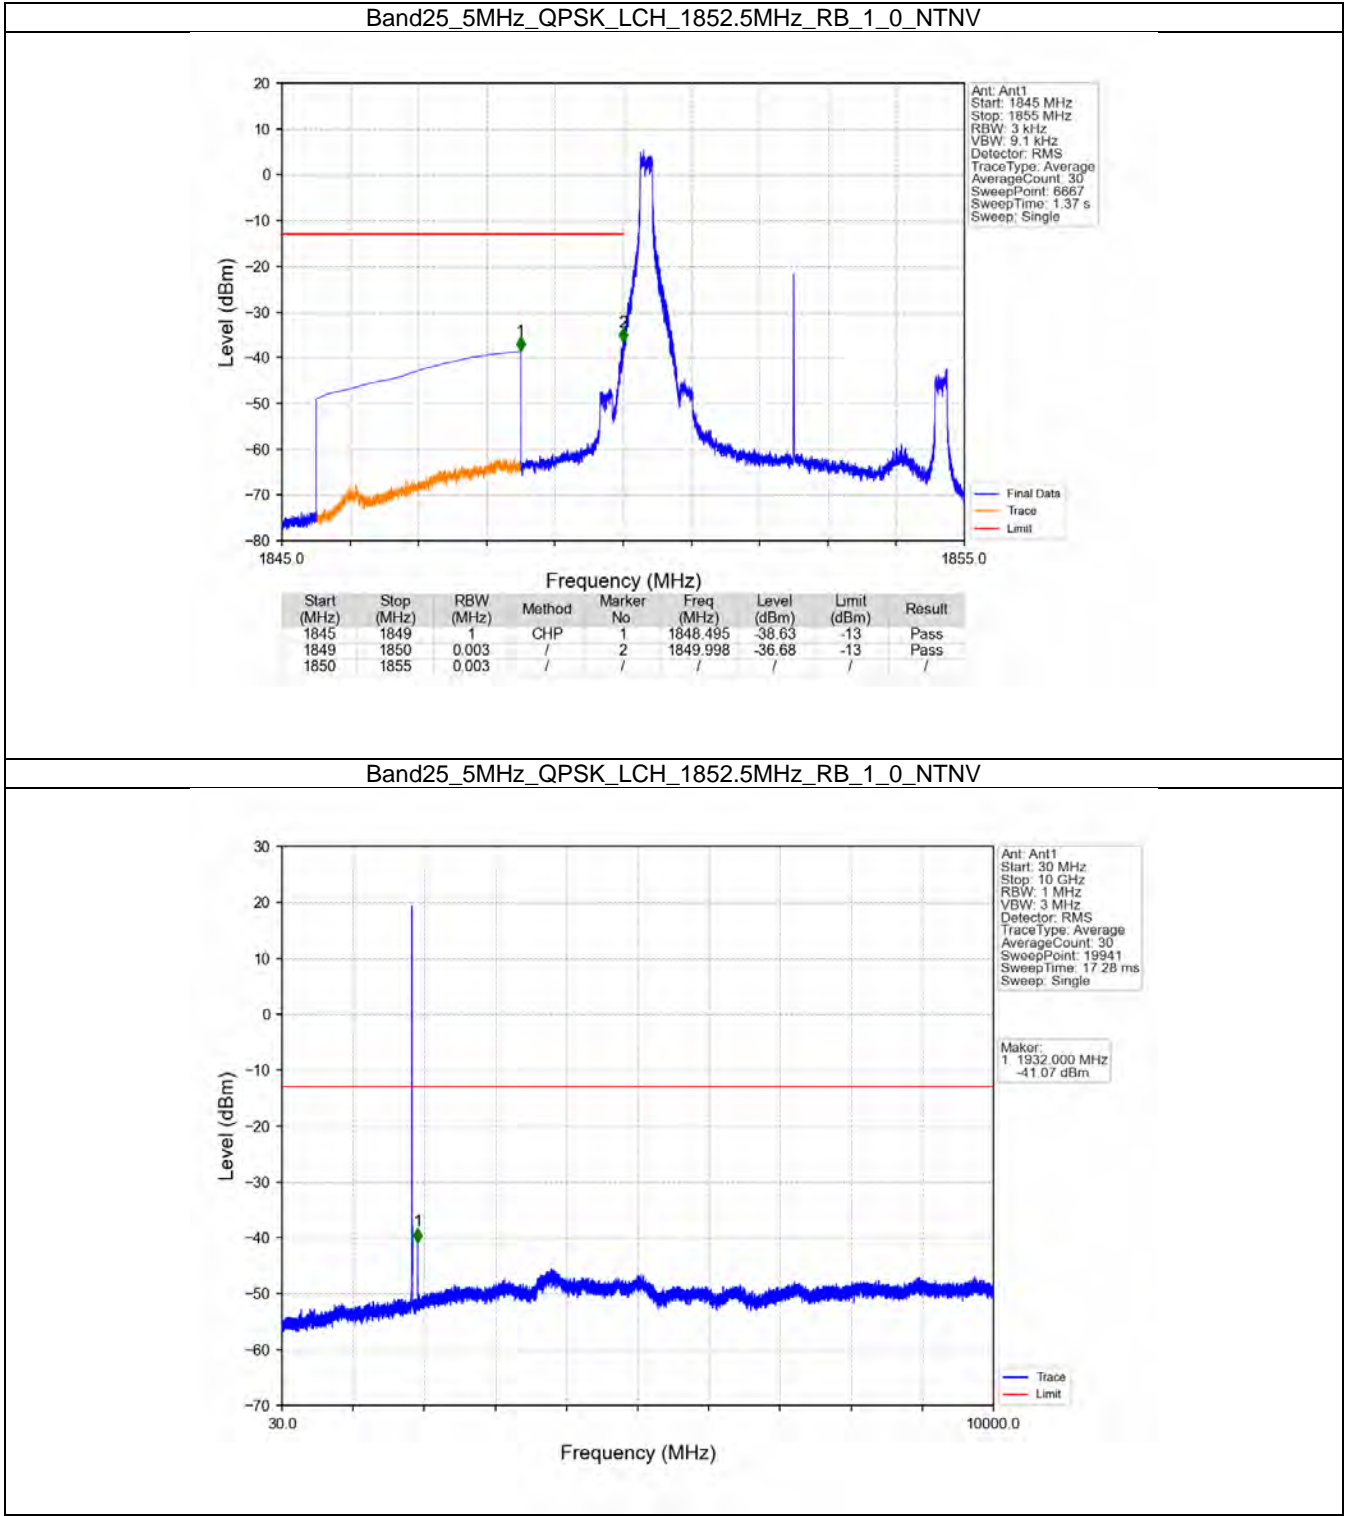 Band25_5MHz_QPSK_LCH_1852.5MHz_RB_1_0_NTNV
20
10
0
−10
−20
−30
−40
−50
−60
−70
−80
Level (dBm)
1
2
1845.0
1855.0
Frequency (MHz)
Ant: Ant1
Start: 1845 MHz
Stop: 1855 MHz
RBW: 3 kHz
VBW: 9.1 kHz
Detector: RMS
TraceType: Average
AverageCount: 30
SweepPoint: 6667
SweepTime: 1.37 s
Sweep: Single
Final Data
Trace
Limit
Start (MHz) Stop (MHz) RBW (MHz) Method Marker No Freq (MHz) Level (dBm) Limit (dBm) Result
1845 1849 1 CHP 1 1848.495 -38.63 -13 Pass
1849 1850 0.003 / 2 1849.998 -36.68 -13 Pass
1850 1855 0.003 / / / / / /
Band25_5MHz_QPSK_LCH_1852.5MHz_RB_1_0_NTNV
30
20
10
0
−10
−20
−30
−40
−50
−60
−70
Level (dBm)
1
30.0
10000.0
Frequency (MHz)
Ant: Ant1
Start: 30 MHz
Stop: 10 GHz
RBW: 1 MHz
VBW: 3 MHz
Detector: RMS
TraceType: Average
AverageCount: 30
SweepPoint: 19941
SweepTime: 17.28 ms
Sweep: Single
Maker:
1 1932.000 MHz
-41.07 dBm
Trace
Limit